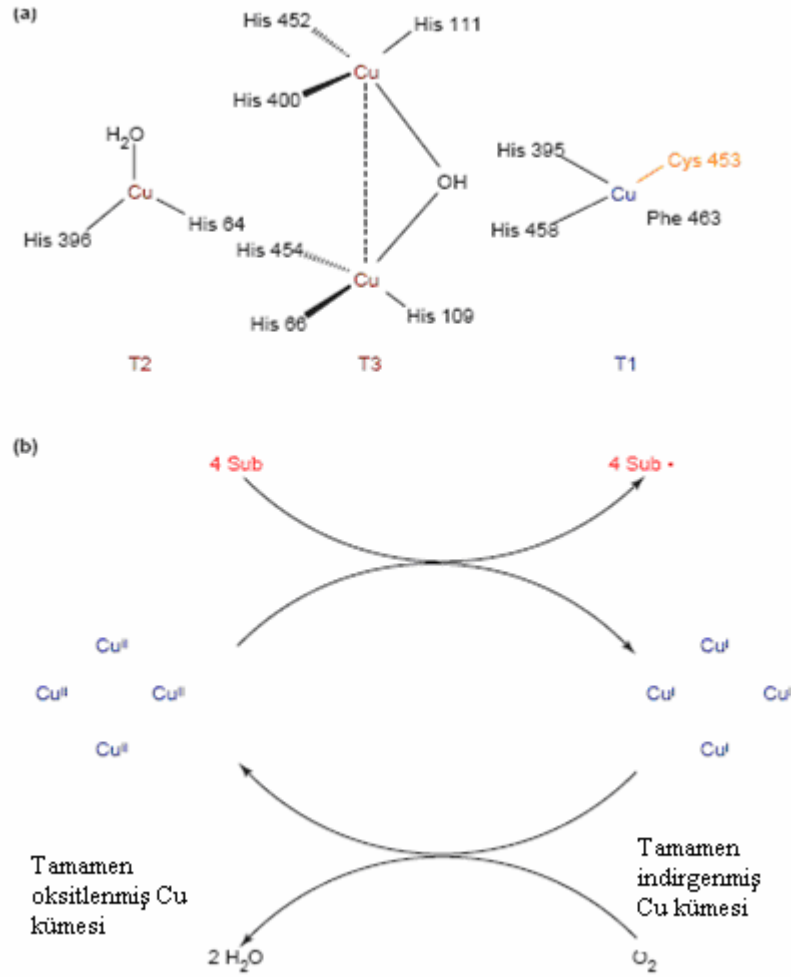 (a)
His 452
His 111
Cu
His 400
H₂O
His 395
Cys 453
OH
Cu
Cu
Phe 463
His 64
His 396
His 458
His 454
Cu
His 66
His 109
T2
T3
T1
(b)
4 Sub
4 Sub •
Cuᴵᴵ
Cuᴵ
Cuᴵᴵ
Cuᴵᴵ
Cuᴵ
Cuᴵ
Cuᴵᴵ
Cuᴵ
Tamamen
oksitlenmiş Cu
kümesi
Tamamen
indirgenmiş
Cu kümesi
2 H₂O
O₂